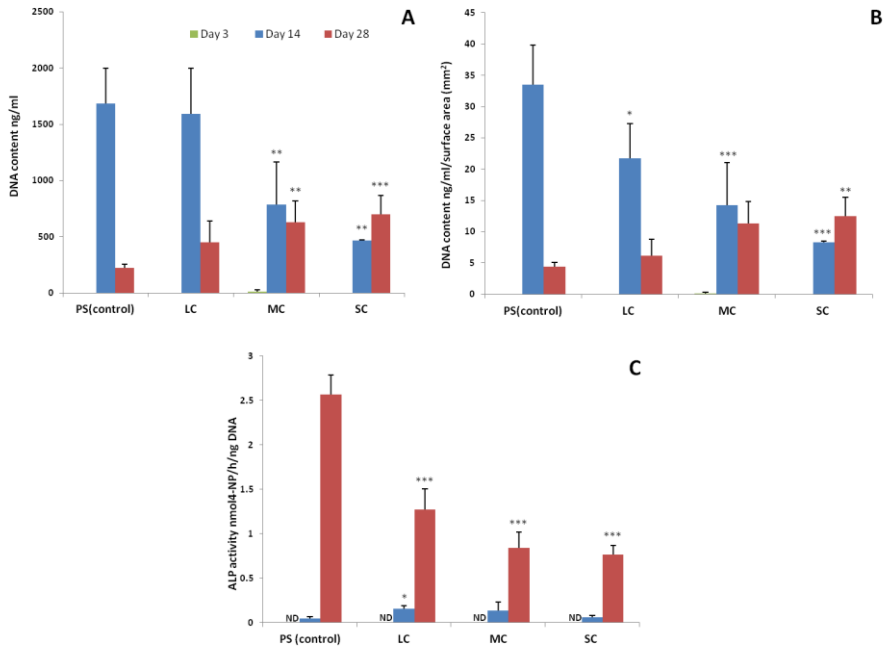 A
Day 3 Day 14 Day 28
DNA content ng/ml
2500
2000
1500
1000
500
0
** ** ** ***
PS(control) LC MC SC
B
DNA content ng/ml/surface area (mm²)
45
40
35
30
25
20
15
10
5
0
* *** *** **
PS(control) LC MC SC
C
ALP activity nmol4-NP/h/ng DNA
3
2.5
2
1.5
1
0.5
0
*** *** ***
*
ND ND ND ND
PS (control) LC MC SC